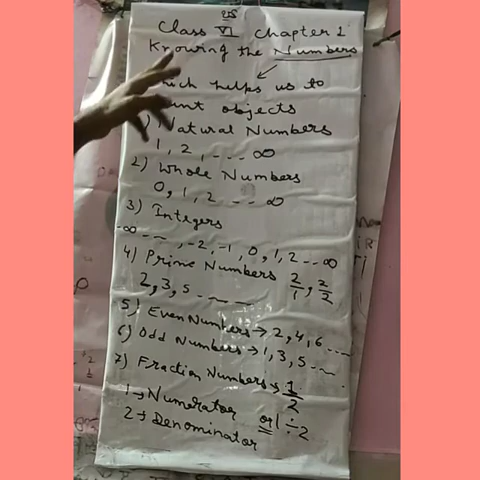 Class VI Chapter 1
Knowing the Numbers
helps us to
objects
Natural Numbers
1, 2, --- ∞
2) Whole Numbers
0, 1, 2 --- ∞
3) Integers
-∞ --- , -2, -1, 0, 1, 2 -- ∞
4) Prime Numbers 2/1, 2/2
2, 3, 5 -- — —
5) Even Numbers → 2, 4, 6 ----
6) Odd Numbers → 1, 3, 5 ----
7) Fraction Numbers → 1/2
1 → Numerator or 1 ÷ 2
2 → Denominator